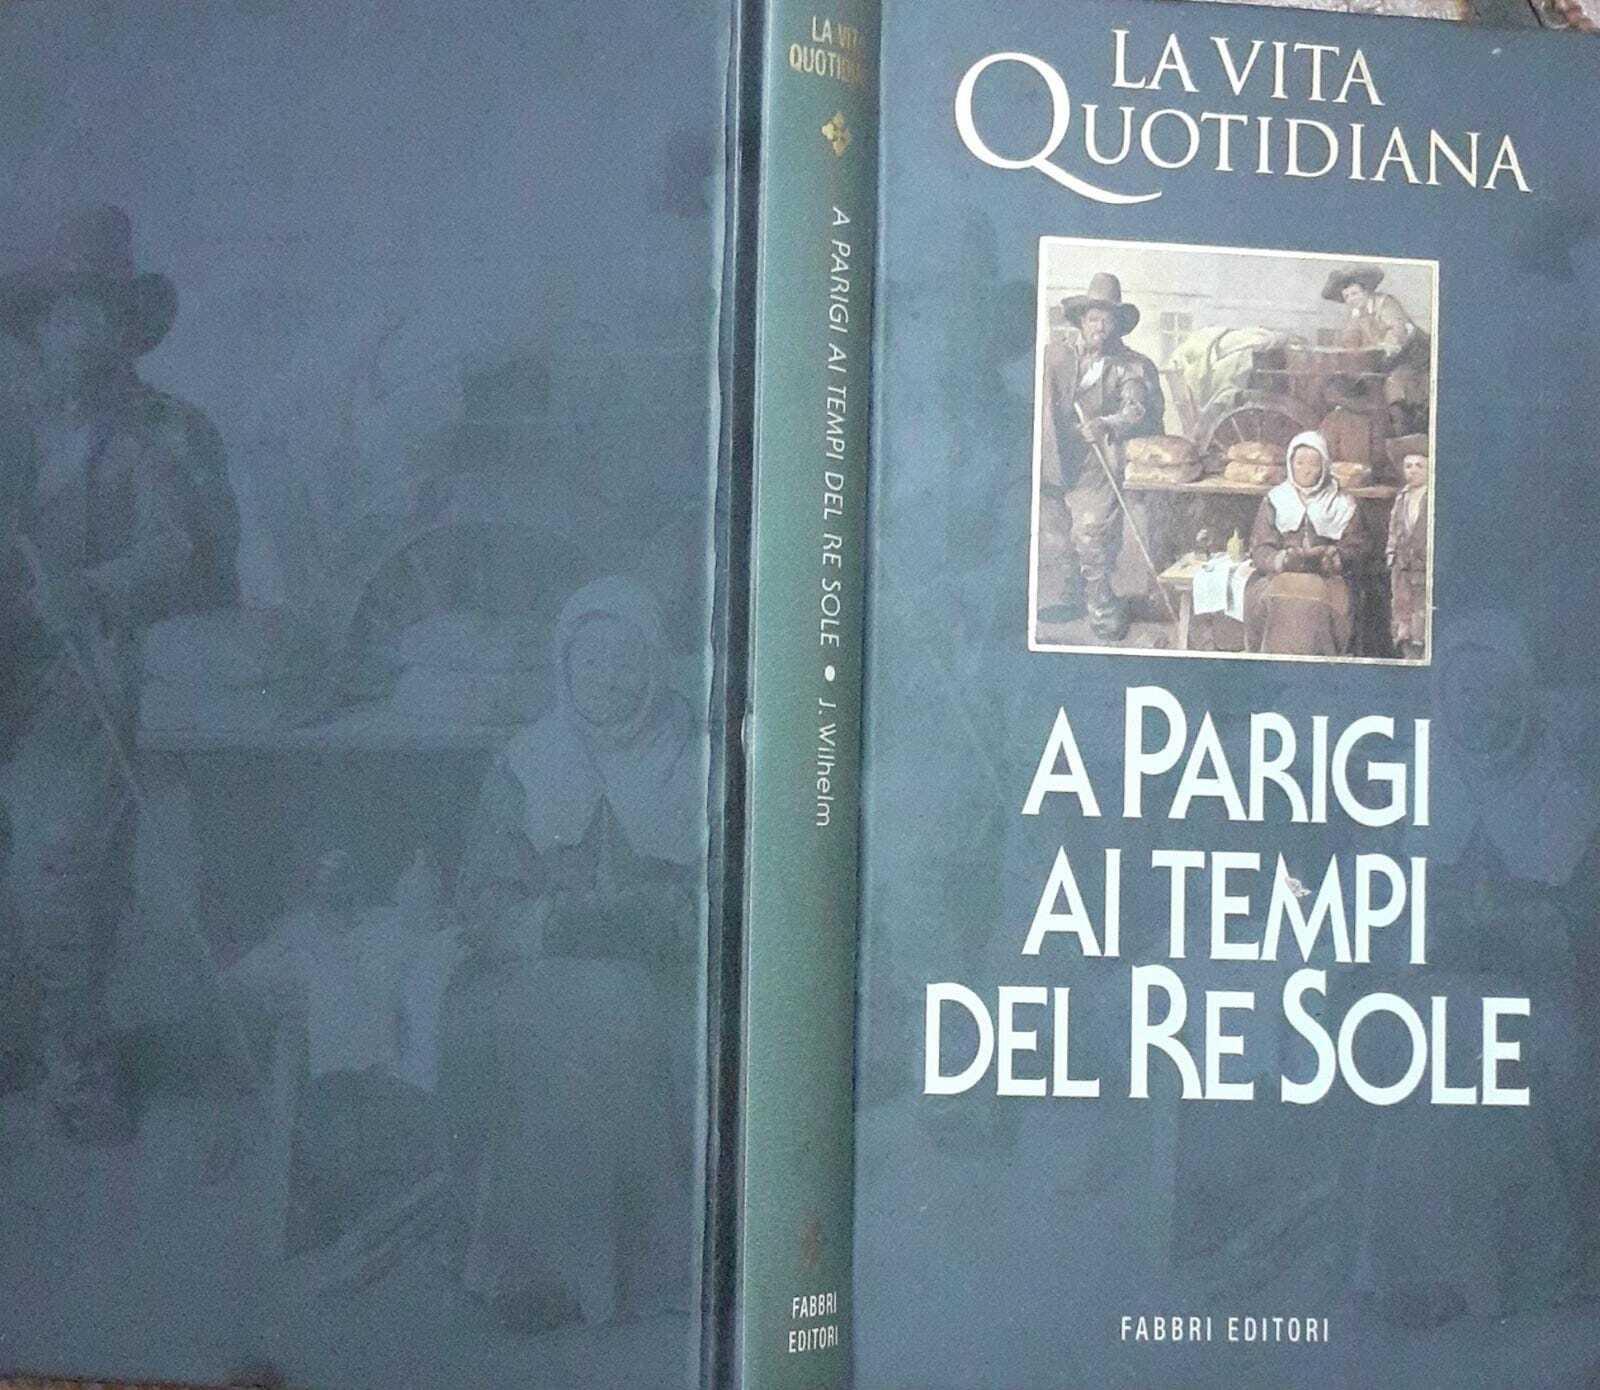 LA VITA
QUOTIDIANA
A PARIGI AI TEMPI DEL RE SOLE • J. Wilhelm
FABBRI
EDITORI
LA VITA
QUOTIDIANA
A PARIGI
AI TEMPI
DEL RE SOLE
FABBRI EDITORI